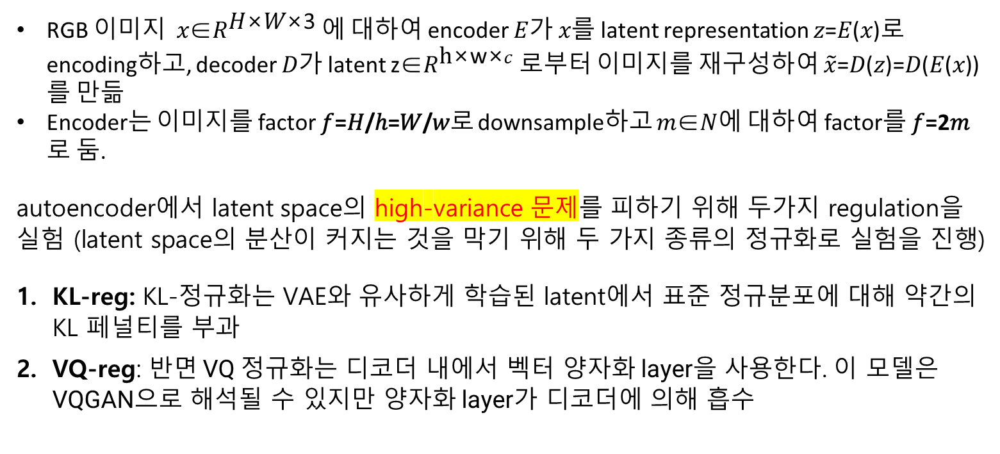 • RGB 이미지 x∈R^H×W×3 에 대하여 encoder E가 x를 latent representation z=E(x)로
encoding하고, decoder D가 latent z∈R^h×w×c 로부터 이미지를 재구성하여 x̃=D(z)=D(E(x))
를 만듦
• Encoder는 이미지를 factor f=H/h=W/w로 downsample하고 m∈N에 대하여 factor를 f=2m
로 둠.
autoencoder에서 latent space의 high-variance 문제를 피하기 위해 두가지 regulation을
실험 (latent space의 분산이 커지는 것을 막기 위해 두 가지 종류의 정규화로 실험을 진행)
1. KL-reg: KL-정규화는 VAE와 유사하게 학습된 latent에서 표준 정규분포에 대해 약간의
KL 페널티를 부과
2. VQ-reg: 반면 VQ 정규화는 디코더 내에서 벡터 양자화 layer을 사용한다. 이 모델은
VQGAN으로 해석될 수 있지만 양자화 layer가 디코더에 의해 흡수